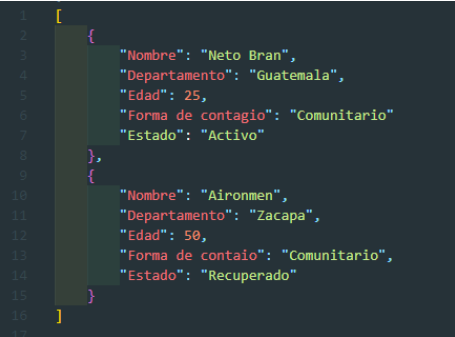 1 [
2 {
3 "Nombre": "Neto Bran",
4 "Departamento": "Guatemala",
5 "Edad": 25,
6 "Forma de contagio": "Comunitario"
7 "Estado": "Activo"
8 },
9 {
10 "Nombre": "Aironmen",
11 "Departamento": "Zacapa",
12 "Edad": 50,
13 "Forma de contaio": "Comunitario",
14 "Estado": "Recuperado"
15 }
16 ]
17